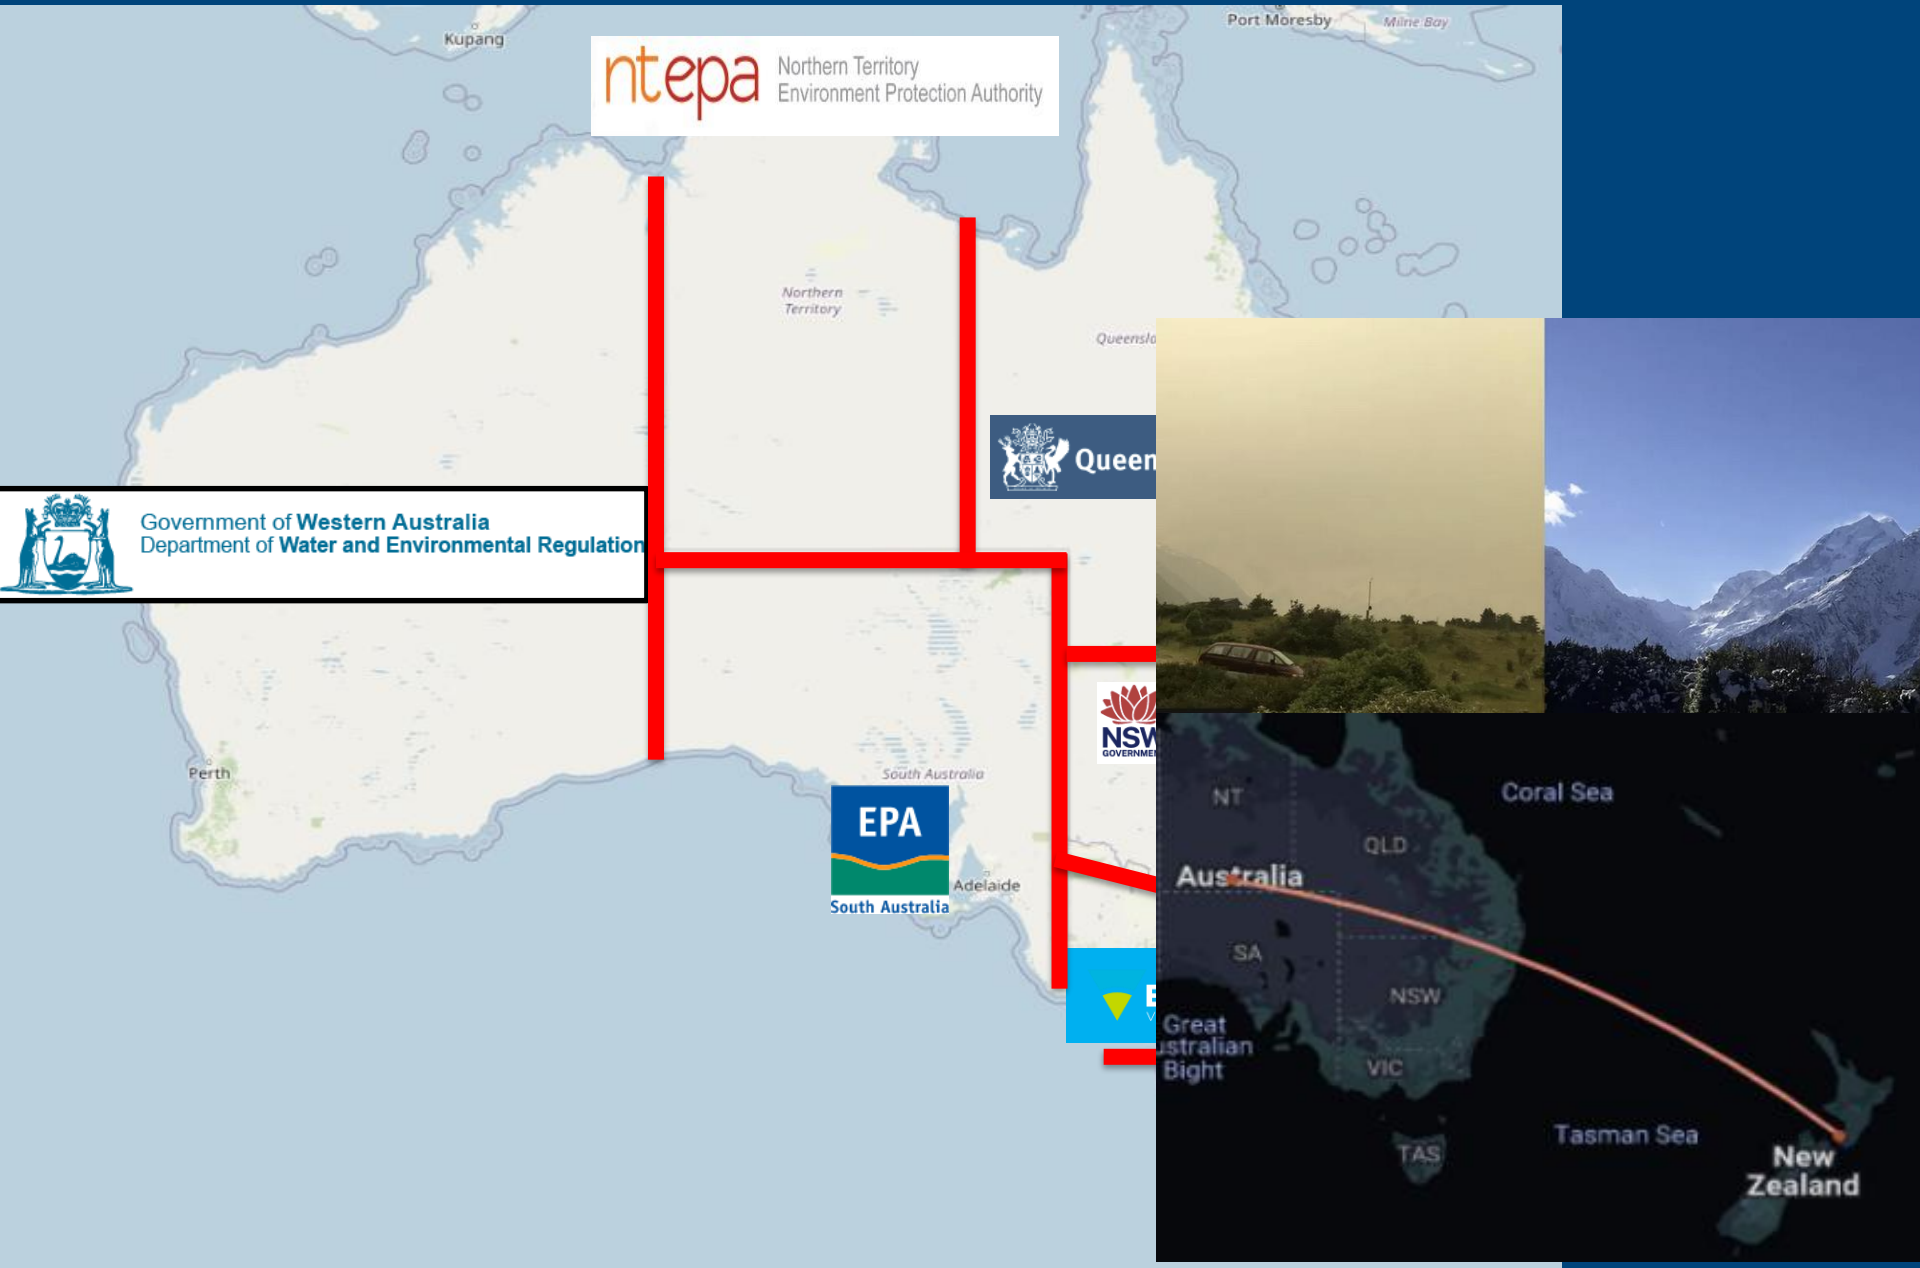 Kupang
Port Moresby
Milne Bay
ntepa
Northern Territory
Environment Protection Authority
Northern
Territory
Queensla
Queen
Government of Western Australia
Department of Water and Environmental Regulation
NSW
GOVERNME
Perth
South Australia
EPA
South Australia
Adelaide
NT
Coral Sea
QLD
Australia
SA
NSW
Great
ustralian
Bight
VIC
Tasman Sea
TAS
New
Zealand